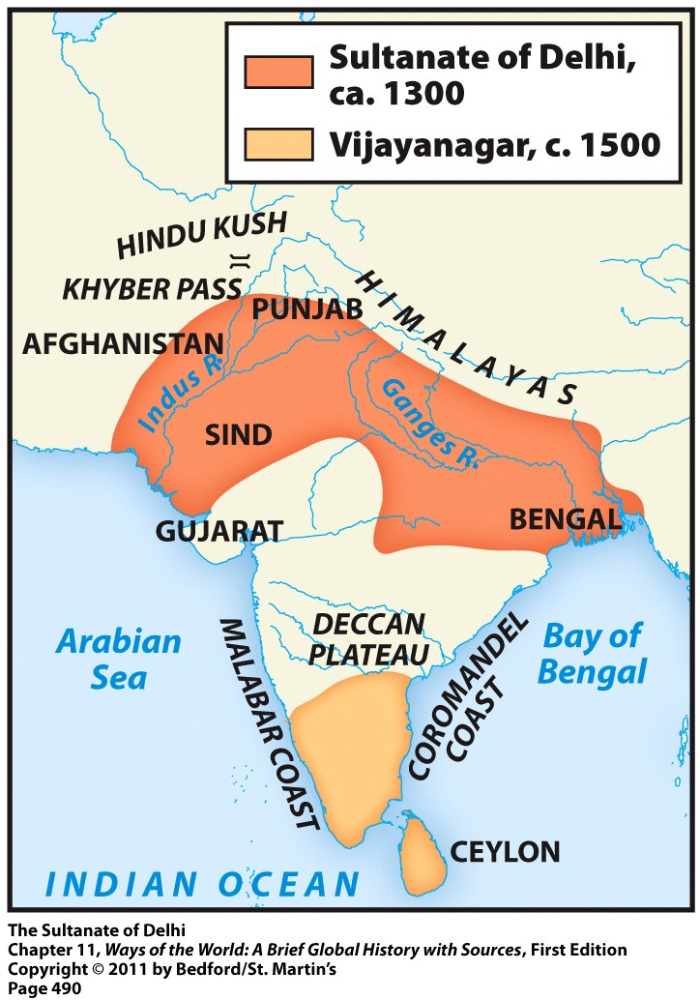 Sultanate of Delhi,
ca. 1300
Vijayanagar, c. 1500
HINDU KUSH
KHYBER PASS
PUNJAB
HIMALAYAS
AFGHANISTAN
Indus R.
Ganges R.
SIND
BENGAL
GUJARAT
DECCAN
PLATEAU
Arabian
Sea
MALABAR COAST
COROMANDEL
COAST
Bay of
Bengal
CEYLON
INDIAN OCEAN
The Sultanate of Delhi
Chapter 11, Ways of the World: A Brief Global History with Sources, First Edition
Copyright © 2011 by Bedford/St. Martin’s
Page 490